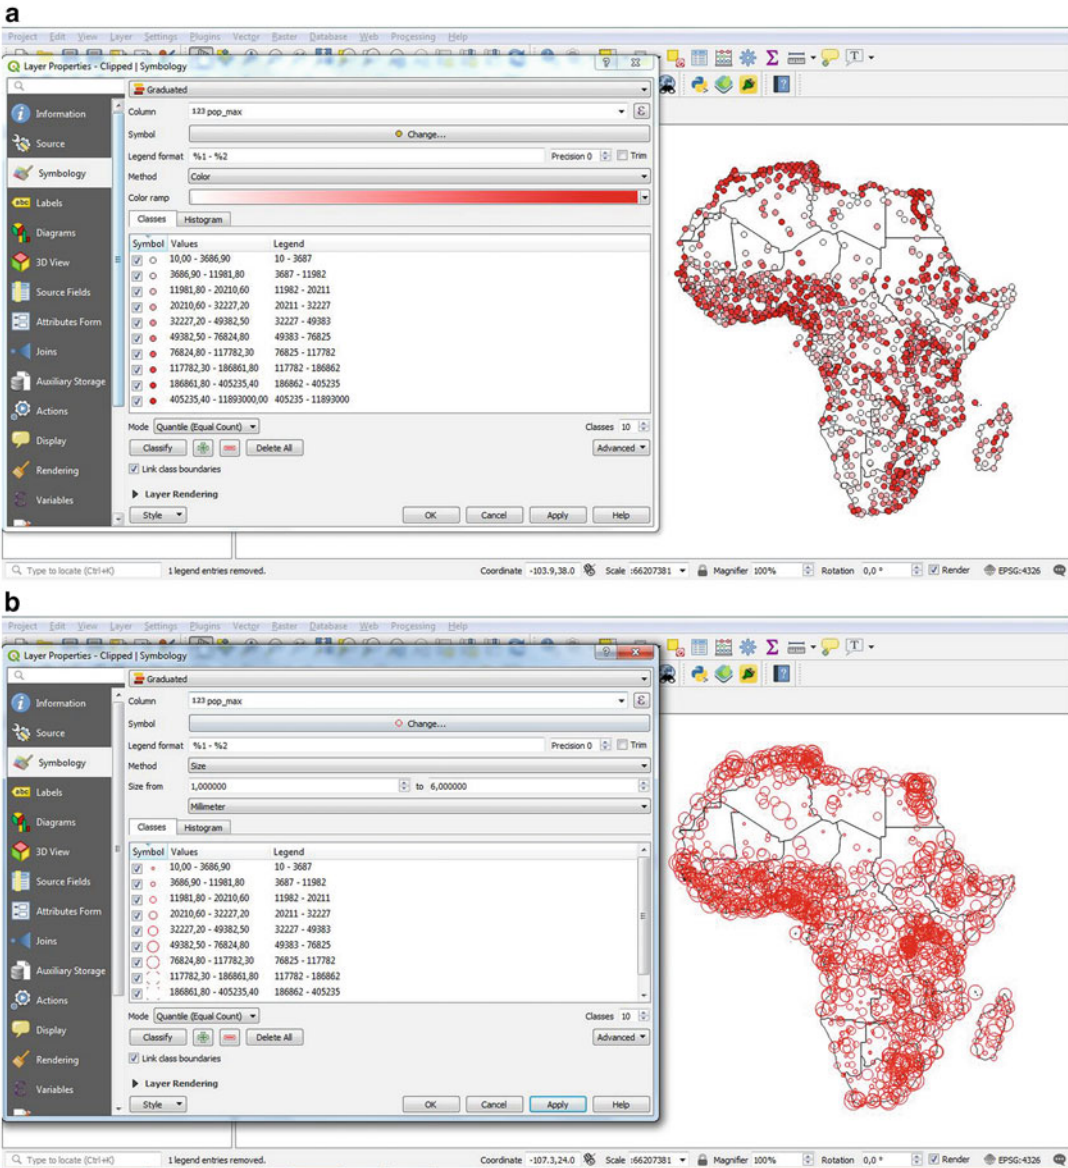 a
Project Edit View Layer Settings Plugins Vector Raster Database Web Processing Help
Layer Properties - Clipped | Symbology
Graduated
Information
Column 123 pop_max ε
Symbol Change...
Source
Legend format %1 - %2 Precision 0 Trim
Symbology
Method Color
Color ramp
Labels
Classes Histogram
Diagrams
Symbol Values Legend
10,00 - 3686,90 10 - 3687
3D View
3686,90 - 11981,80 3687 - 11982
Source Fields
11981,80 - 20210,60 11982 - 20211
20210,60 - 32227,20 20211 - 32227
Attributes Form
32227,20 - 49382,50 32227 - 49383
49382,50 - 76824,80 49383 - 76825
Joins
76824,80 - 117782,30 76825 - 117782
117782,30 - 186861,80 117782 - 186862
Auxiliary Storage
186861,80 - 405235,40 186862 - 405235
405235,40 - 11893000,00 405235 - 11893000
Actions
Mode Quantile (Equal Count) Classes 10
Display
Classify Delete All Advanced
Rendering
Link class boundaries
Layer Rendering
Variables
Style OK Cancel Apply Help
Type to locate (Ctrl+K) 1 legend entries removed. Coordinate -103.9,38.0 Scale :66207381 Magnifier 100% Rotation 0,0 ° Render EPSG:4326
b
Project Edit View Layer Settings Plugins Vector Raster Database Web Processing Help
Layer Properties - Clipped | Symbology
Graduated
Information
Column 123 pop_max ε
Symbol Change...
Source
Legend format %1 - %2 Precision 0 Trim
Symbology
Method Size
Size from 1,000000 to 6,000000
Labels
Millimeter
Diagrams
Classes Histogram
3D View
Symbol Values Legend
10,00 - 3686,90 10 - 3687
Source Fields
3686,90 - 11981,80 3687 - 11982
11981,80 - 20210,60 11982 - 20211
Attributes Form
20210,60 - 32227,20 20211 - 32227
32227,20 - 49382,50 32227 - 49383
Joins
49382,50 - 76824,80 49383 - 76825
76824,80 - 117782,30 76825 - 117782
Auxiliary Storage
117782,30 - 186861,80 117782 - 186862
186861,80 - 405235,40 186862 - 405235
Actions
Mode Quantile (Equal Count) Classes 10
Display
Classify Delete All Advanced
Rendering
Link class boundaries
Layer Rendering
Variables
Style OK Cancel Apply Help
Type to locate (Ctrl+K) 1 legend entries removed. Coordinate -107.3,24.0 Scale :66207381 Magnifier 100% Rotation 0,0 ° Render EPSG:4326